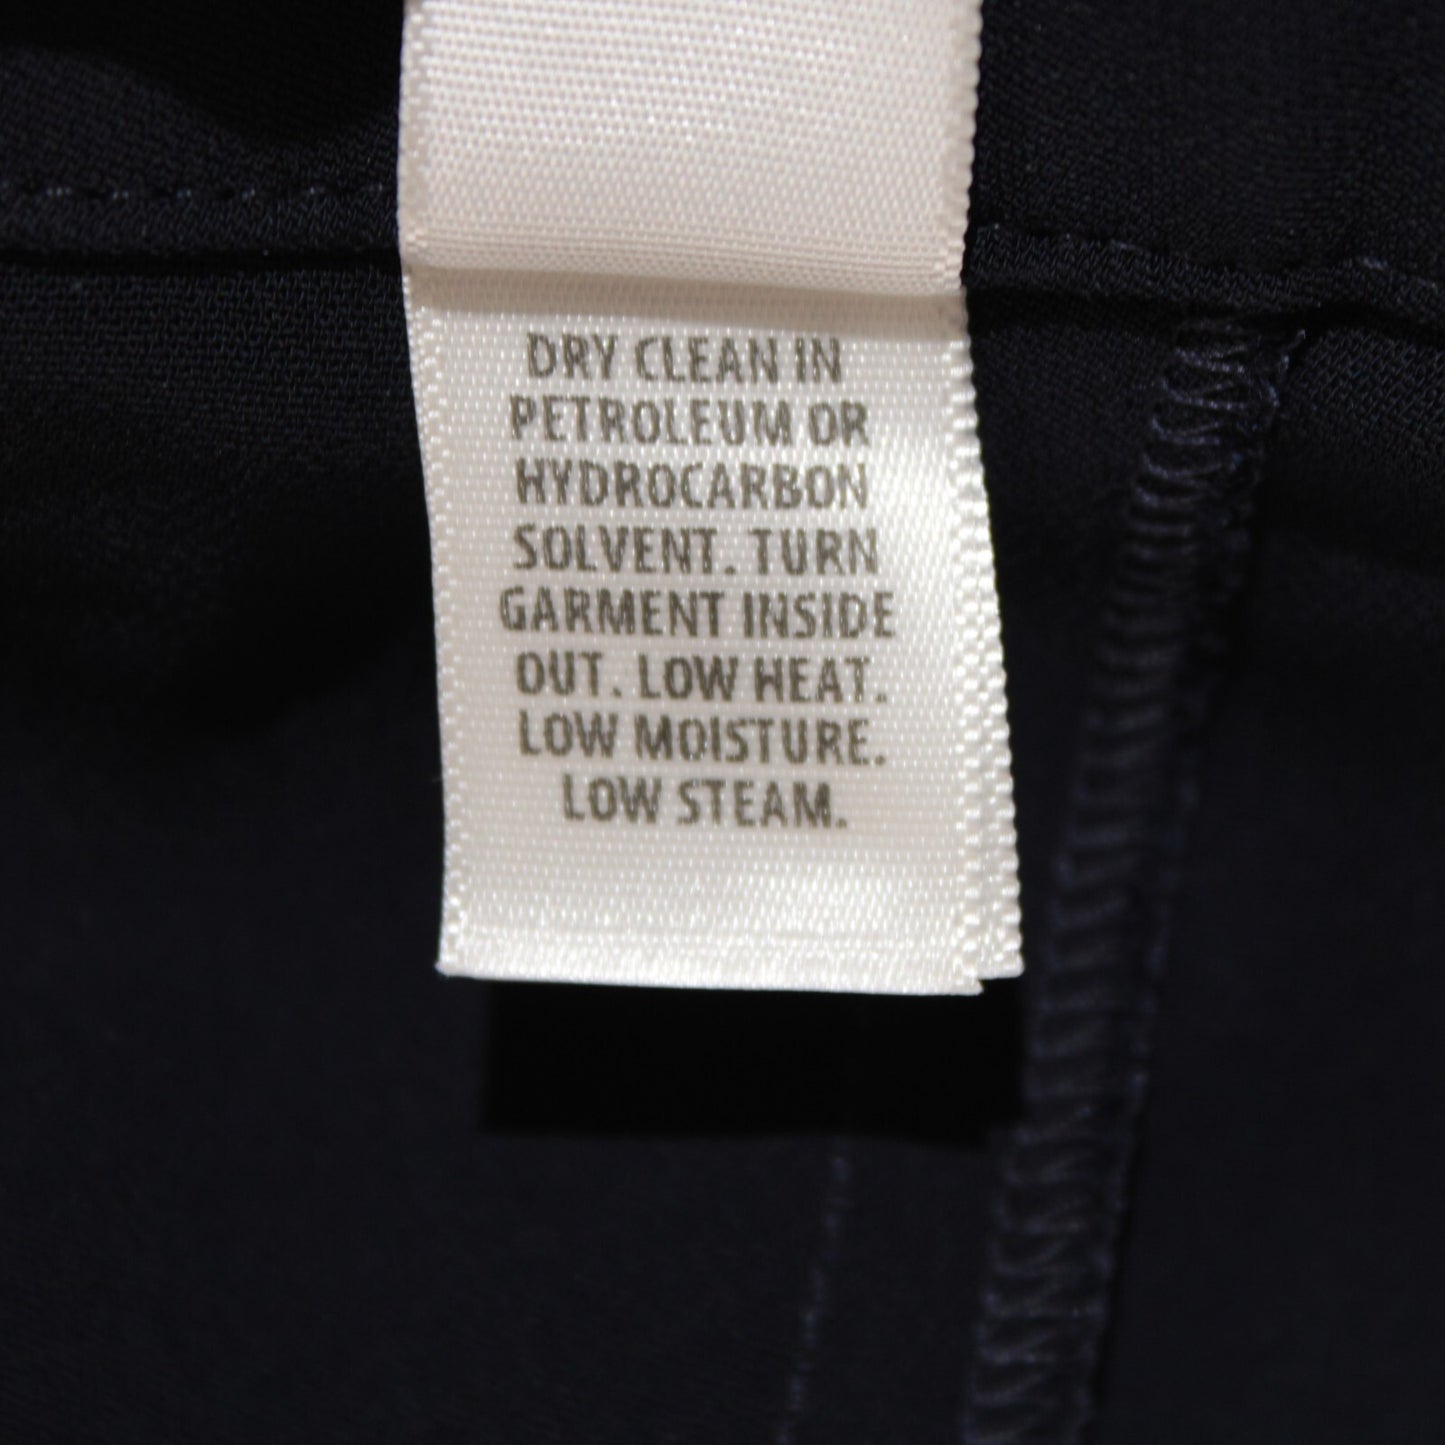 DRY CLEAN IN
PETROLEUM OR
HYDROCARBON
SOLVENT. TURN
GARMENT INSIDE
OUT. LOW HEAT.
LOW MOISTURE.
LOW STEAM.